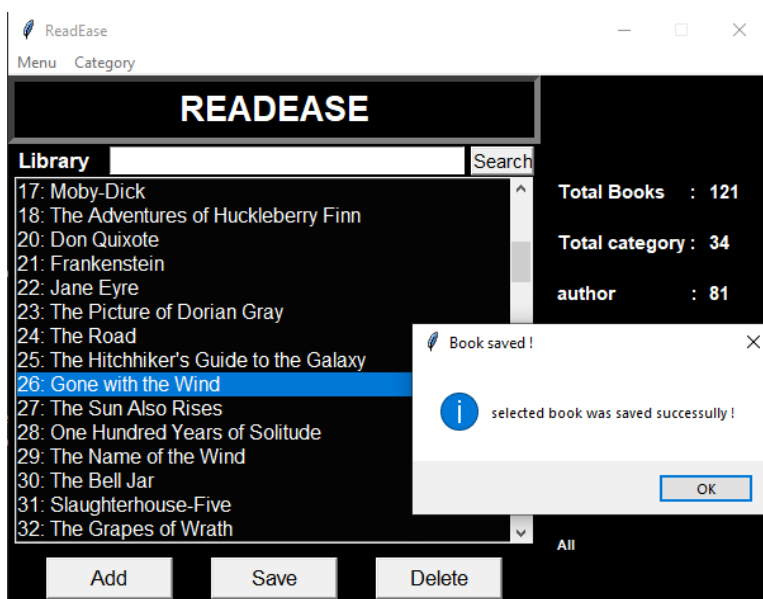 ReadEase
Menu Category
READEASE
Library Search
17: Moby-Dick
18: The Adventures of Huckleberry Finn
20: Don Quixote
21: Frankenstein
22: Jane Eyre
23: The Picture of Dorian Gray
24: The Road
25: The Hitchhiker's Guide to the Galaxy
26: Gone with the Wind
27: The Sun Also Rises
28: One Hundred Years of Solitude
29: The Name of the Wind
30: The Bell Jar
31: Slaughterhouse-Five
32: The Grapes of Wrath
Add Save Delete
Total Books : 121
Total category : 34
author : 81
Book saved !
selected book was saved successully !
OK
All